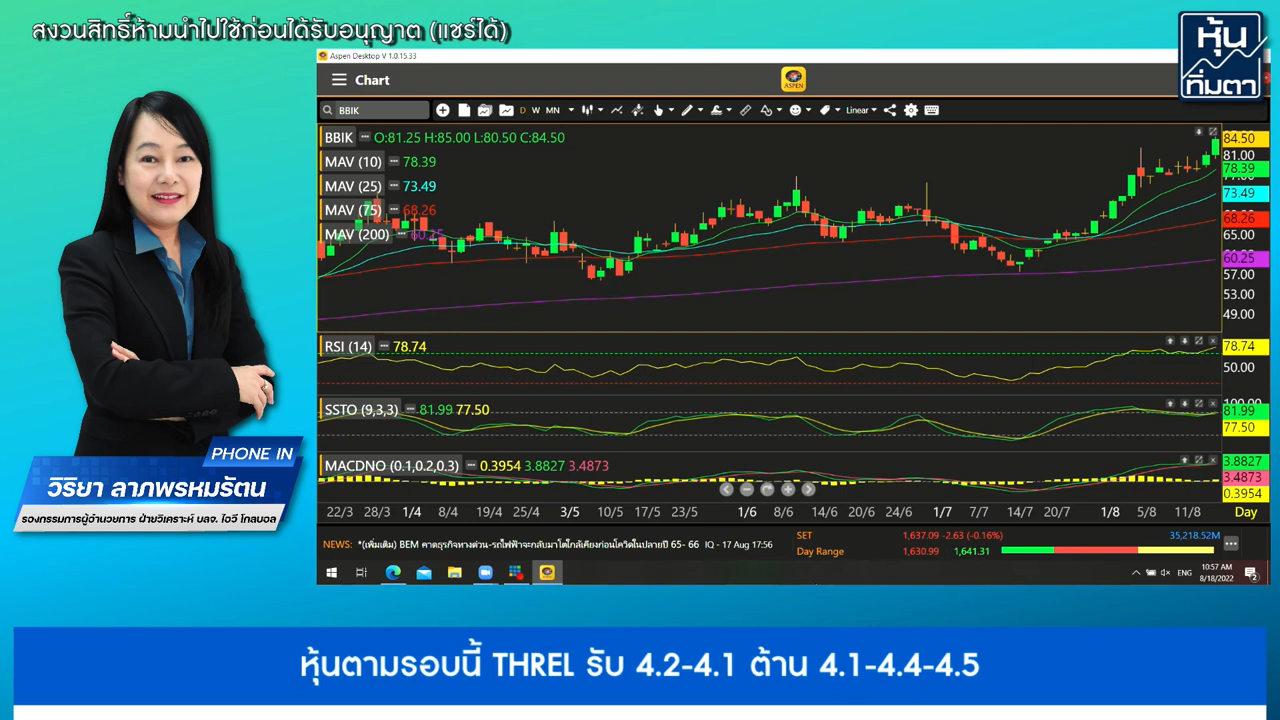 สงวนสิทธิ์ห้ามนำไปใช้ก่อนได้รับอนุญาต (แชร์ได้)
หุ้น
ทิ่มตา
Aspen Desktop V 1.0.15.33
Chart
ASPEN
BBIK
D W MN
Linear
BBIK O:81.25 H:85.00 L:80.50 C:84.50
MAV (10) 78.39
MAV (25) 73.49
MAV (75) 68.26
MAV (200) 60.25
84.50
81.00
78.39
73.49
68.26
65.00
60.25
57.00
53.00
49.00
RSI (14) 78.74
78.74
50.00
SSTO (9,3,3) 81.99 77.50
100.00
81.99
77.50
MACDNO (0.1,0.2,0.3) 0.3954 3.8827 3.4873
3.8827
3.4873
0.3954
22/3 28/3 1/4 8/4 19/4 25/4 3/5 10/5 17/5 23/5 1/6 8/6 14/6 20/6 24/6 1/7 7/7 14/7 20/7 1/8 5/8 11/8 Day
NEWS: *(เพิ่มเติม) BEM คาดธุรกิจทางด่วน-รถไฟฟ้าจะกลับมาโตใกล้เคียงก่อนโควิดในปลายปี 65- 66 IQ - 17 Aug 17:56
SET 1,637.09 -2.63 (-0.16%) 35,218.52M
Day Range 1,630.99 1,641.31
ENG
10:57 AM
8/18/2022
2
PHONE IN
วิริยา ลาภพรหมรัตน
รองกรรมการผู้อำนวยการ ฝ่ายวิเคราะห์ บลจ. ไอวี โกลบอล
หุ้นตามรอบนี้ THREL รับ 4.2-4.1 ต้าน 4.1-4.4-4.5